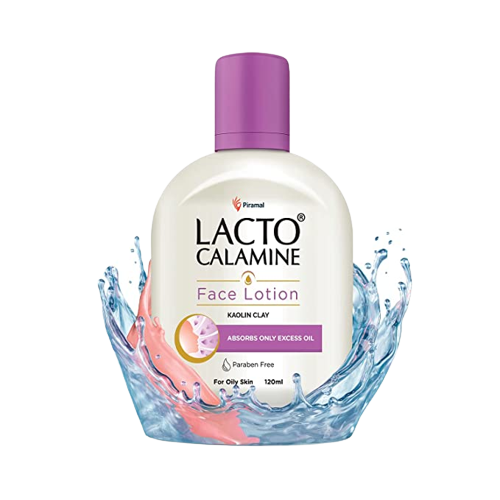 Piramal
LACTO®
CALAMINE
Face Lotion
KAOLIN CLAY
ABSORBS ONLY EXCESS OIL
Paraben Free
For Oily Skin 120ml